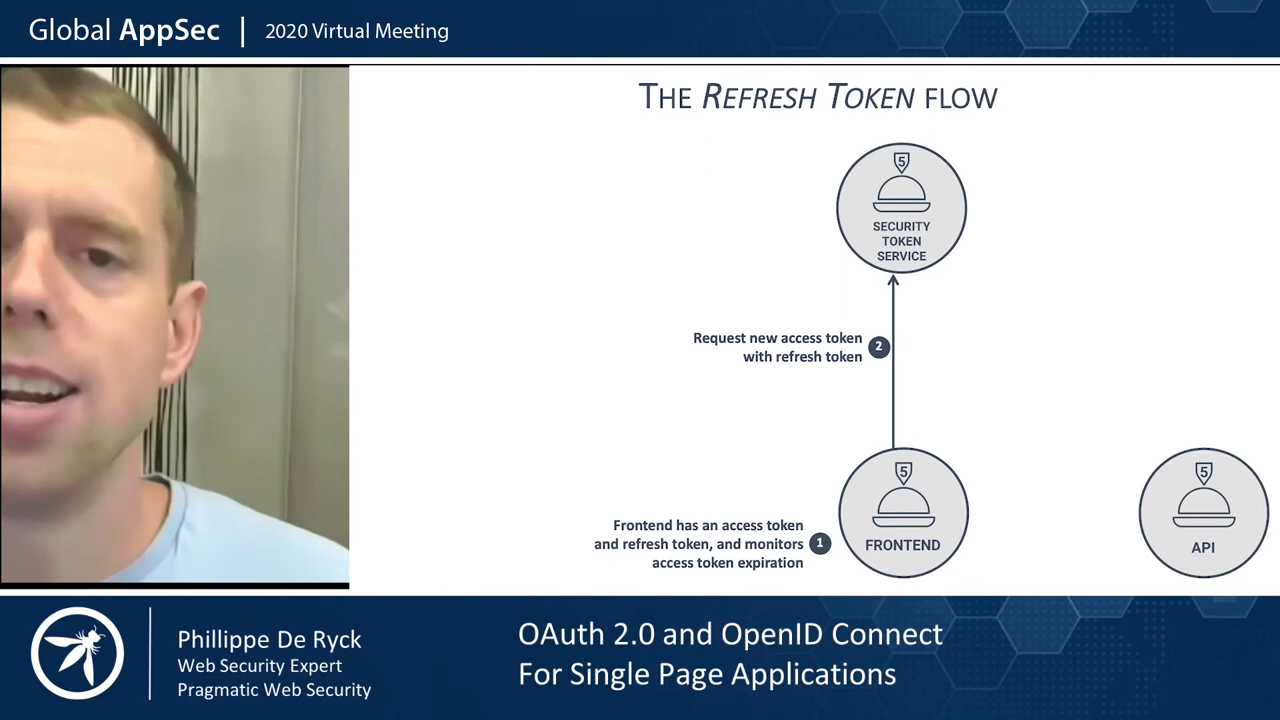 Global AppSec | 2020 Virtual Meeting
THE REFRESH TOKEN FLOW
5
SECURITY
TOKEN
SERVICE
Request new access token
with refresh token
2
Frontend has an access token
and refresh token, and monitors
access token expiration
1
5
FRONTEND
5
API
Phillippe De Ryck
Web Security Expert
Pragmatic Web Security
OAuth 2.0 and OpenID Connect
For Single Page Applications